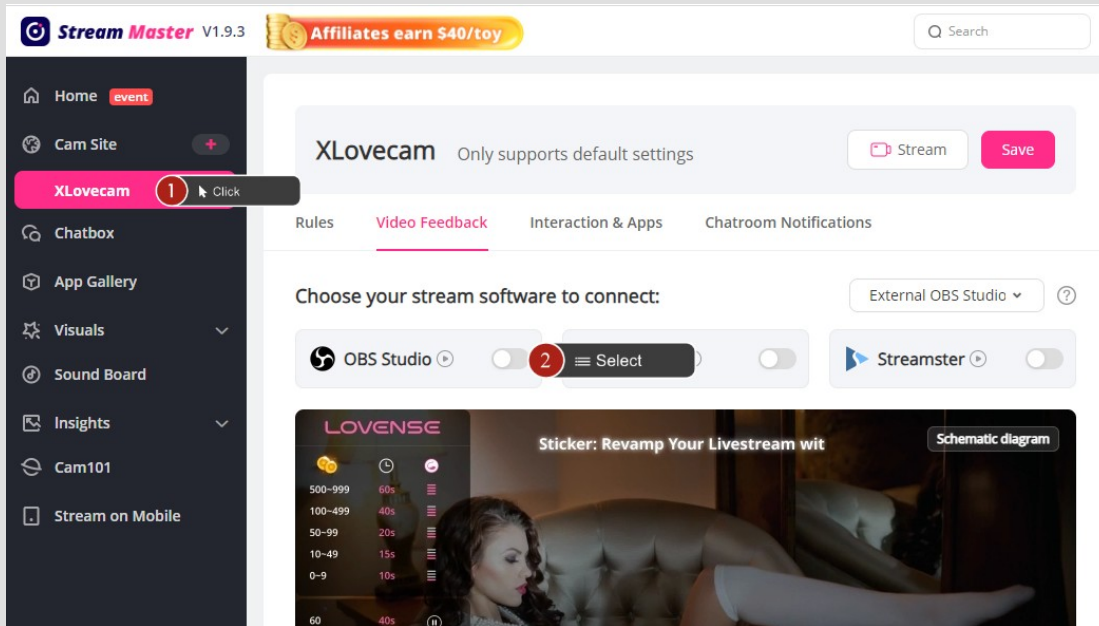 Stream Master V1.9.3
Affiliates earn $40/toy
Search
Home event
Cam Site +
XLovecam 1 Click
Chatbox
App Gallery
Visuals
Sound Board
Insights
Cam101
Stream on Mobile
XLovecam Only supports default settings
Stream
Save
Rules Video Feedback Interaction & Apps Chatroom Notifications
Choose your stream software to connect:
External OBS Studio ?
OBS Studio 2 Select Streamster
LOVENSE
Sticker: Revamp Your Livestream wit
Schematic diagram
500~999 60s
100~499 40s
50~99 20s
10~49 15s
0~9 10s
60 40s